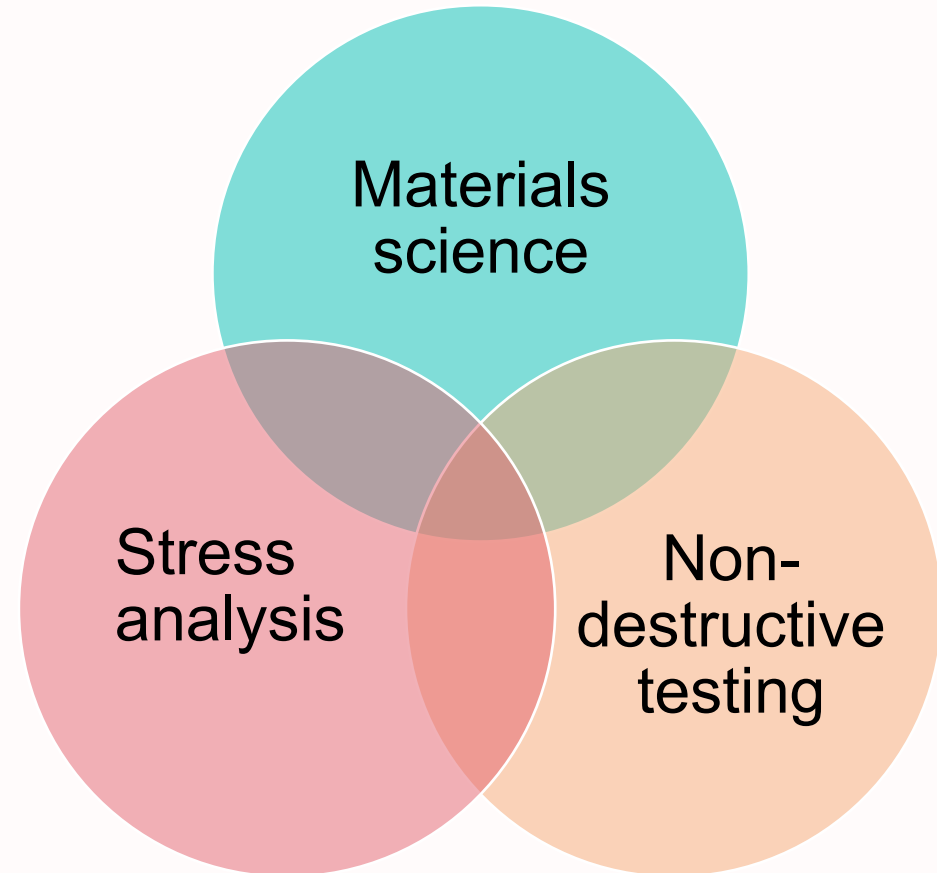 Materials
science
Stress
analysis
Non-
destructive
testing